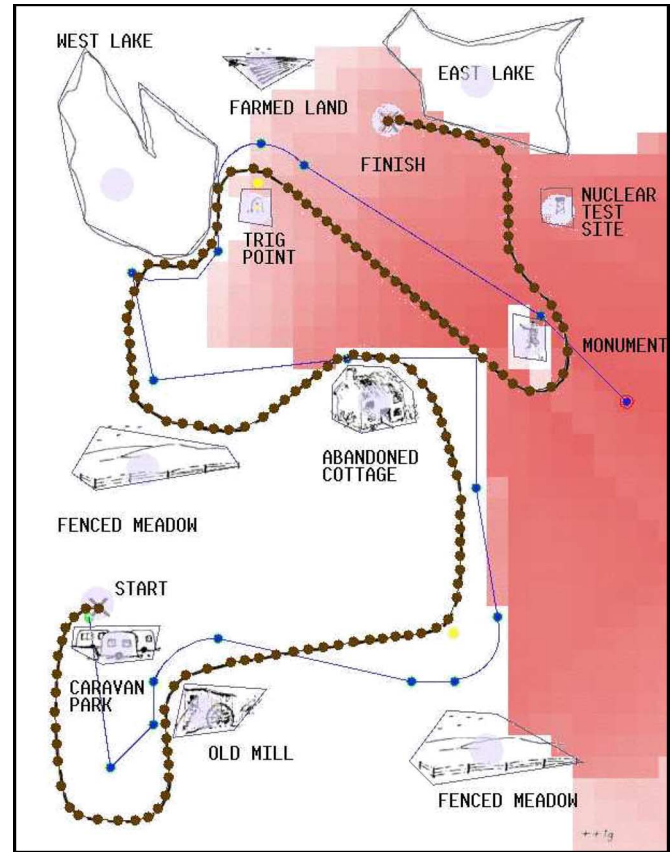 WEST LAKE
EAST LAKE
FARMED LAND
FINISH
NUCLEAR
TEST
SITE
TRIG
POINT
MONUMENT
ABANDONED
COTTAGE
FENCED MEADOW
START
CARAVAN
PARK
OLD MILL
FENCED MEADOW